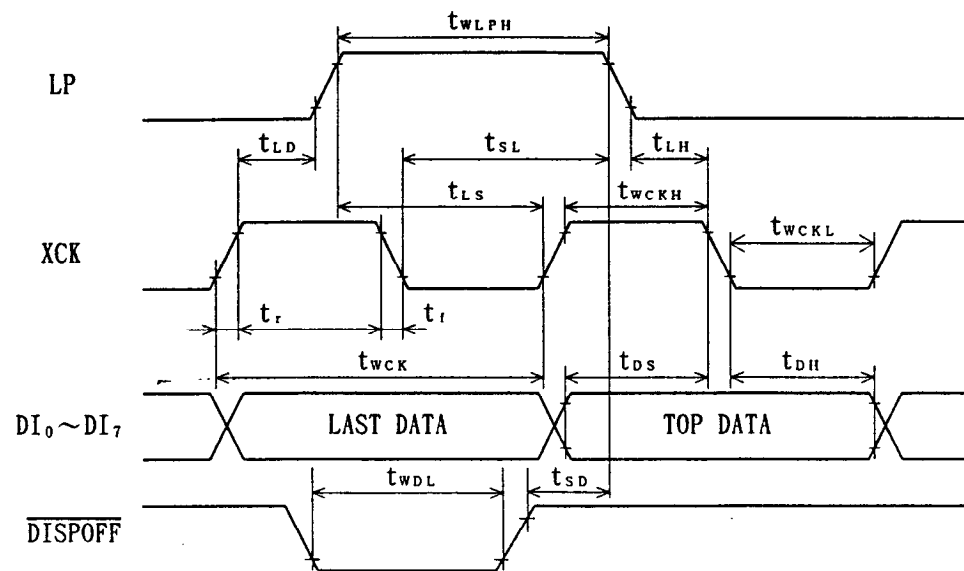 tWLPH
LP
tLD
tSL
tLH
tLS
tWCKH
XCK
tWCKL
tr
tf
tWCK
tDS
tDH
DI₀~DI₇
LAST DATA
TOP DATA
tWDL
tSD
DISPOFF